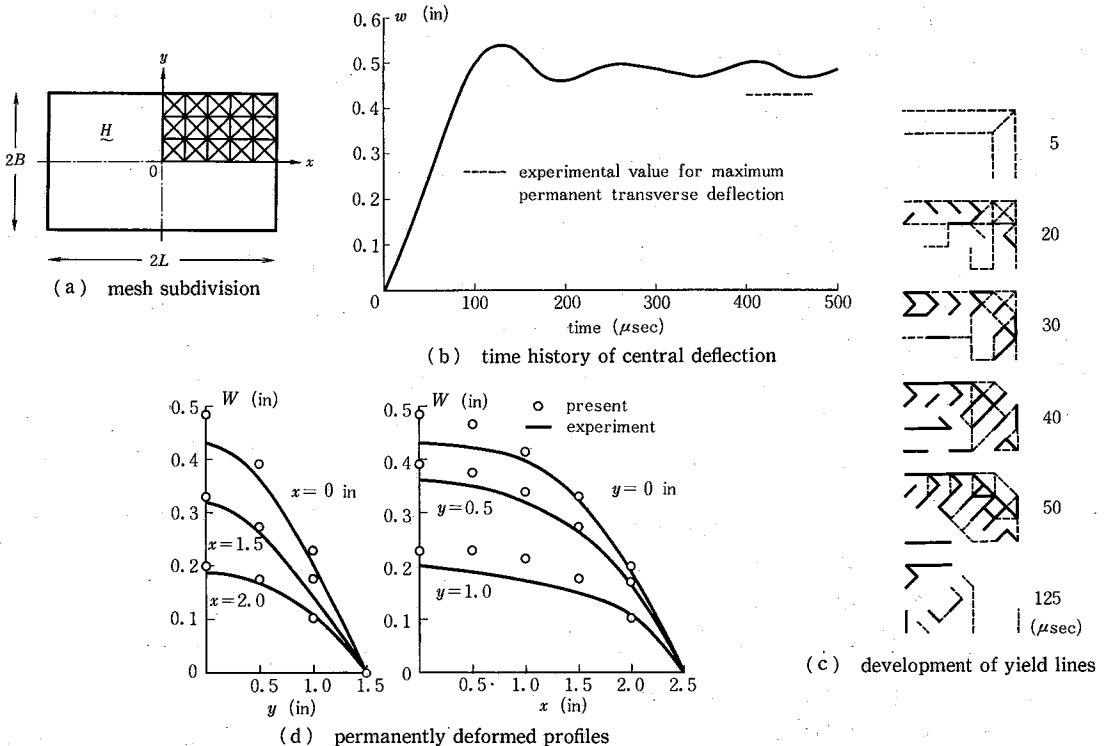 y
H
2B
0
x
2L
(a) mesh subdivision
w (in)
0.6
0.5
0.4
0.3
0.2
0.1
0
100
200
300
400
500
time (μsec)
----- experimental value for maximum
permanent transverse deflection
(b) time history of central deflection
5
20
30
40
50
125
(μsec)
(c) development of yield lines
W (in)
0.5
0.4
0.3
0.2
0.1
0
x=0 in
x=1.5
x=2.0
0.5
1.0
1.5
y (in)
W (in)
0.5
0.4
0.3
0.2
0.1
0
○ present
— experiment
y=0 in
y=0.5
y=1.0
0.5
1.0
1.5
2.0
2.5
x (in)
(d) permanently deformed profiles